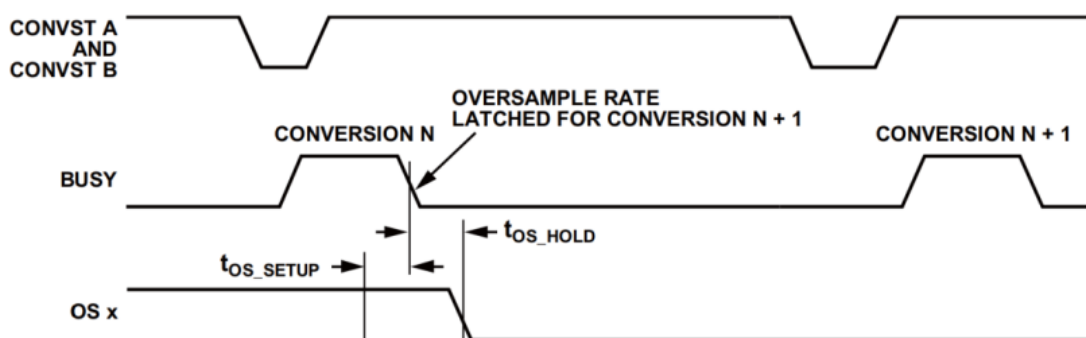 CONVST A
AND
CONVST B
OVERSAMPLE RATE
LATCHED FOR CONVERSION N + 1
CONVERSION N
CONVERSION N + 1
BUSY
tOS_HOLD
tOS_SETUP
OS x